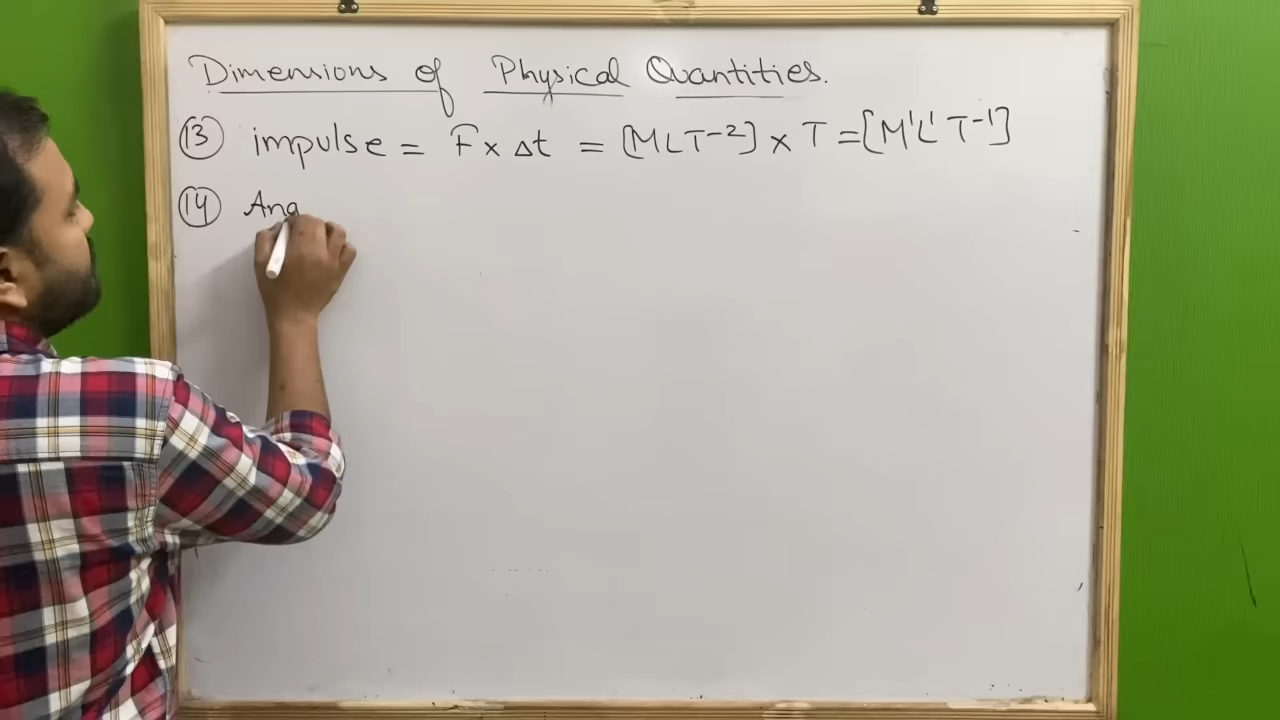 Dimensions of Physical Quantities.
(13) impulse = F × Δt = [MLT⁻²] × T = [M¹L¹T⁻¹]
(14) Ang